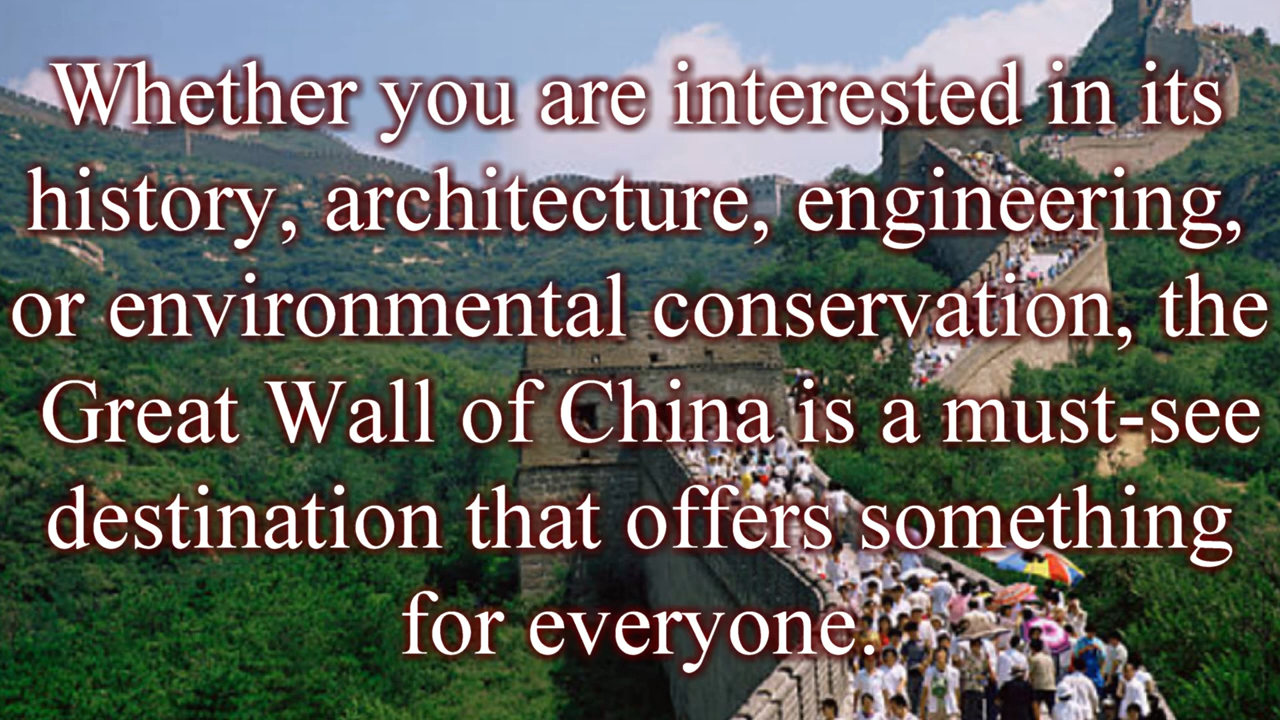 Whether you are interested in its
history, architecture, engineering,
or environmental conservation, the
Great Wall of China is a must-see
destination that offers something
for everyone.